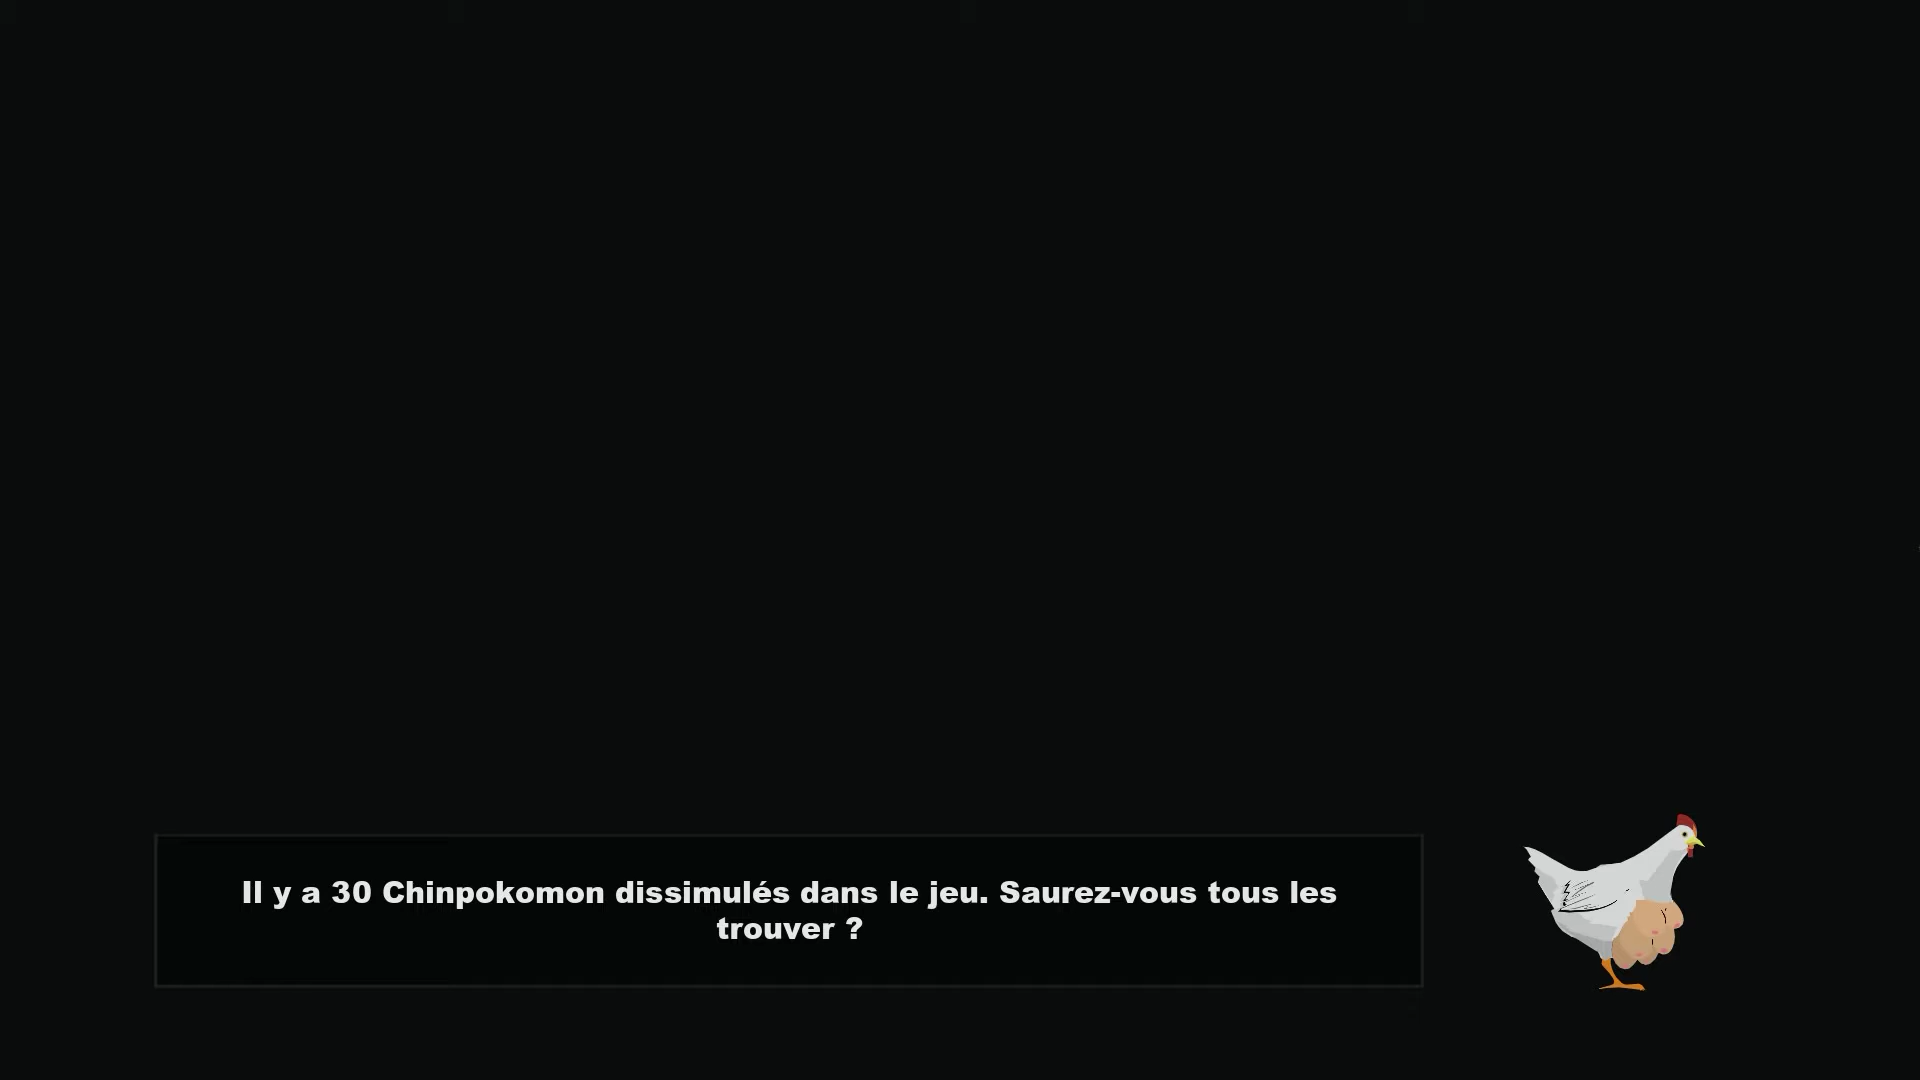 Il y a 30 Chinpokomon dissimulés dans le jeu. Saurez-vous tous les
trouver ?